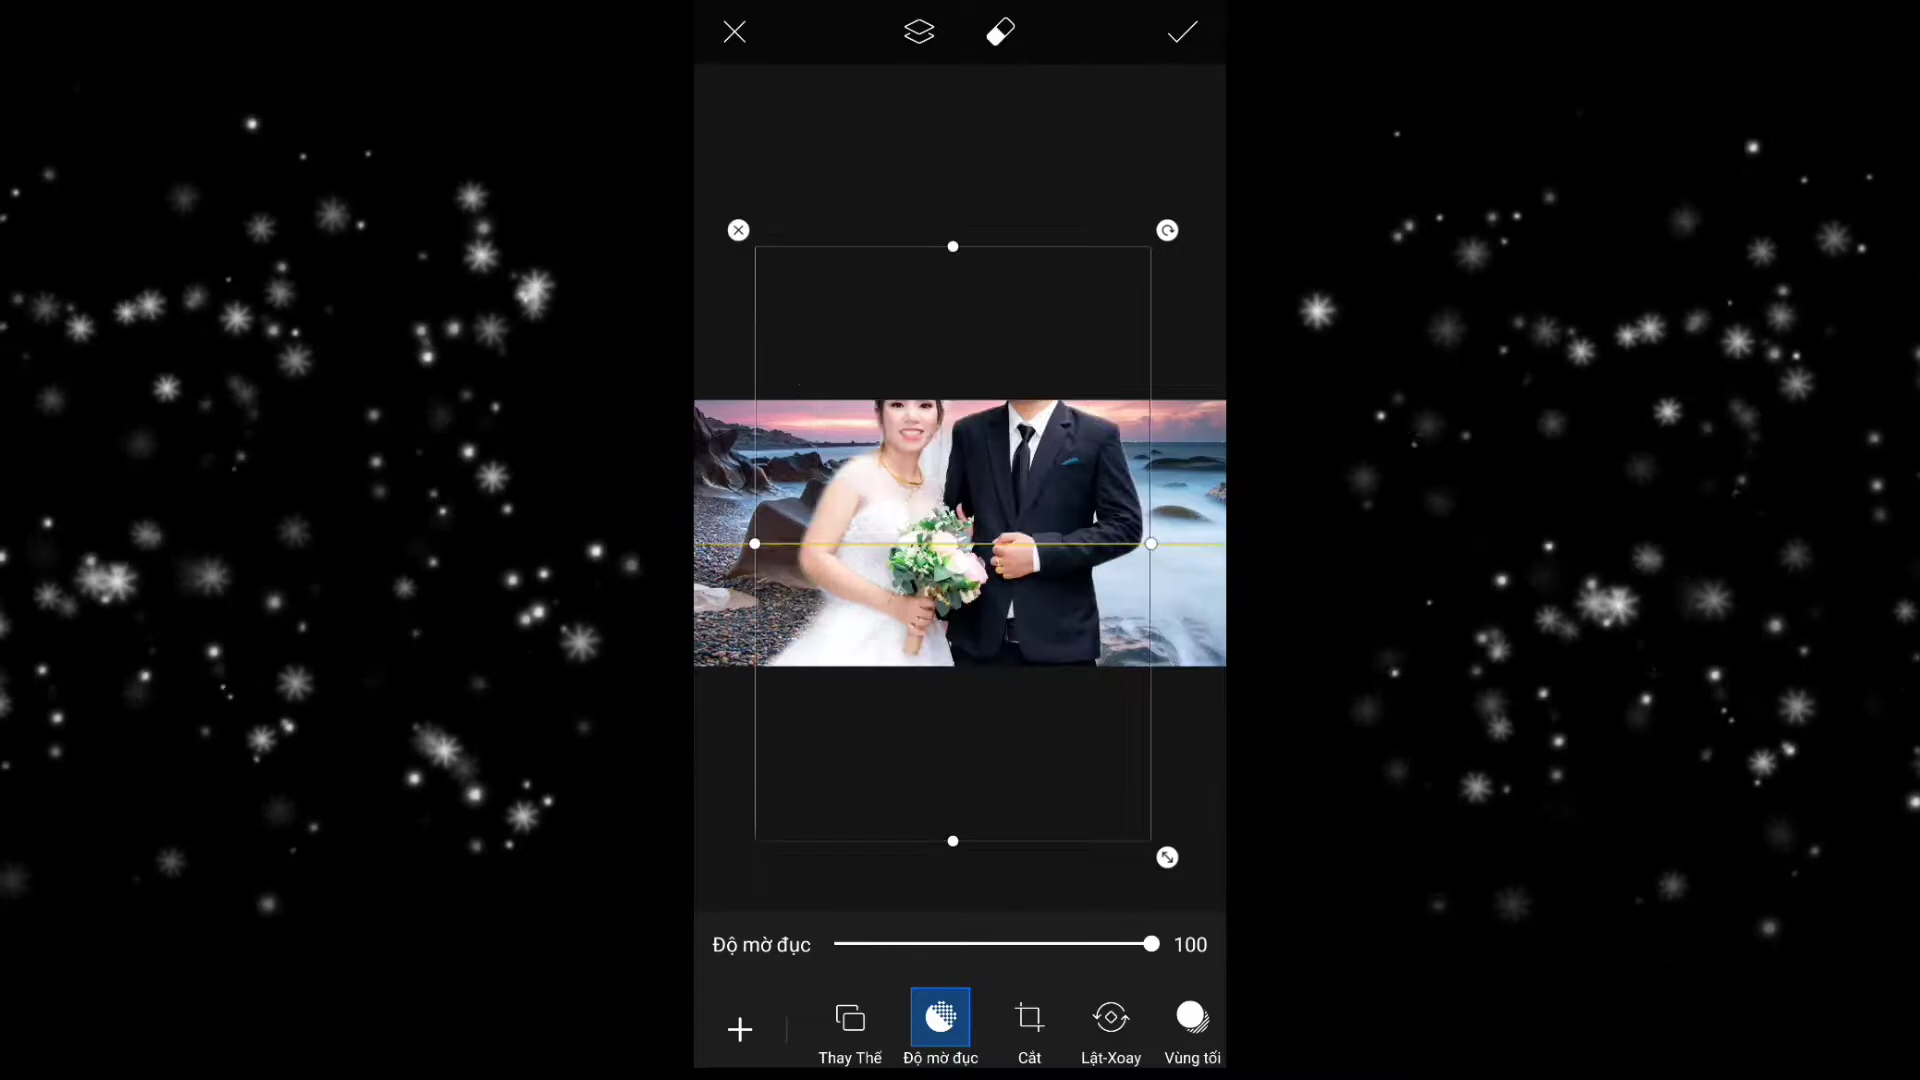 Độ mờ đục 100
Thay Thế Độ mờ đục Cắt Lật-Xoay Vùng tối